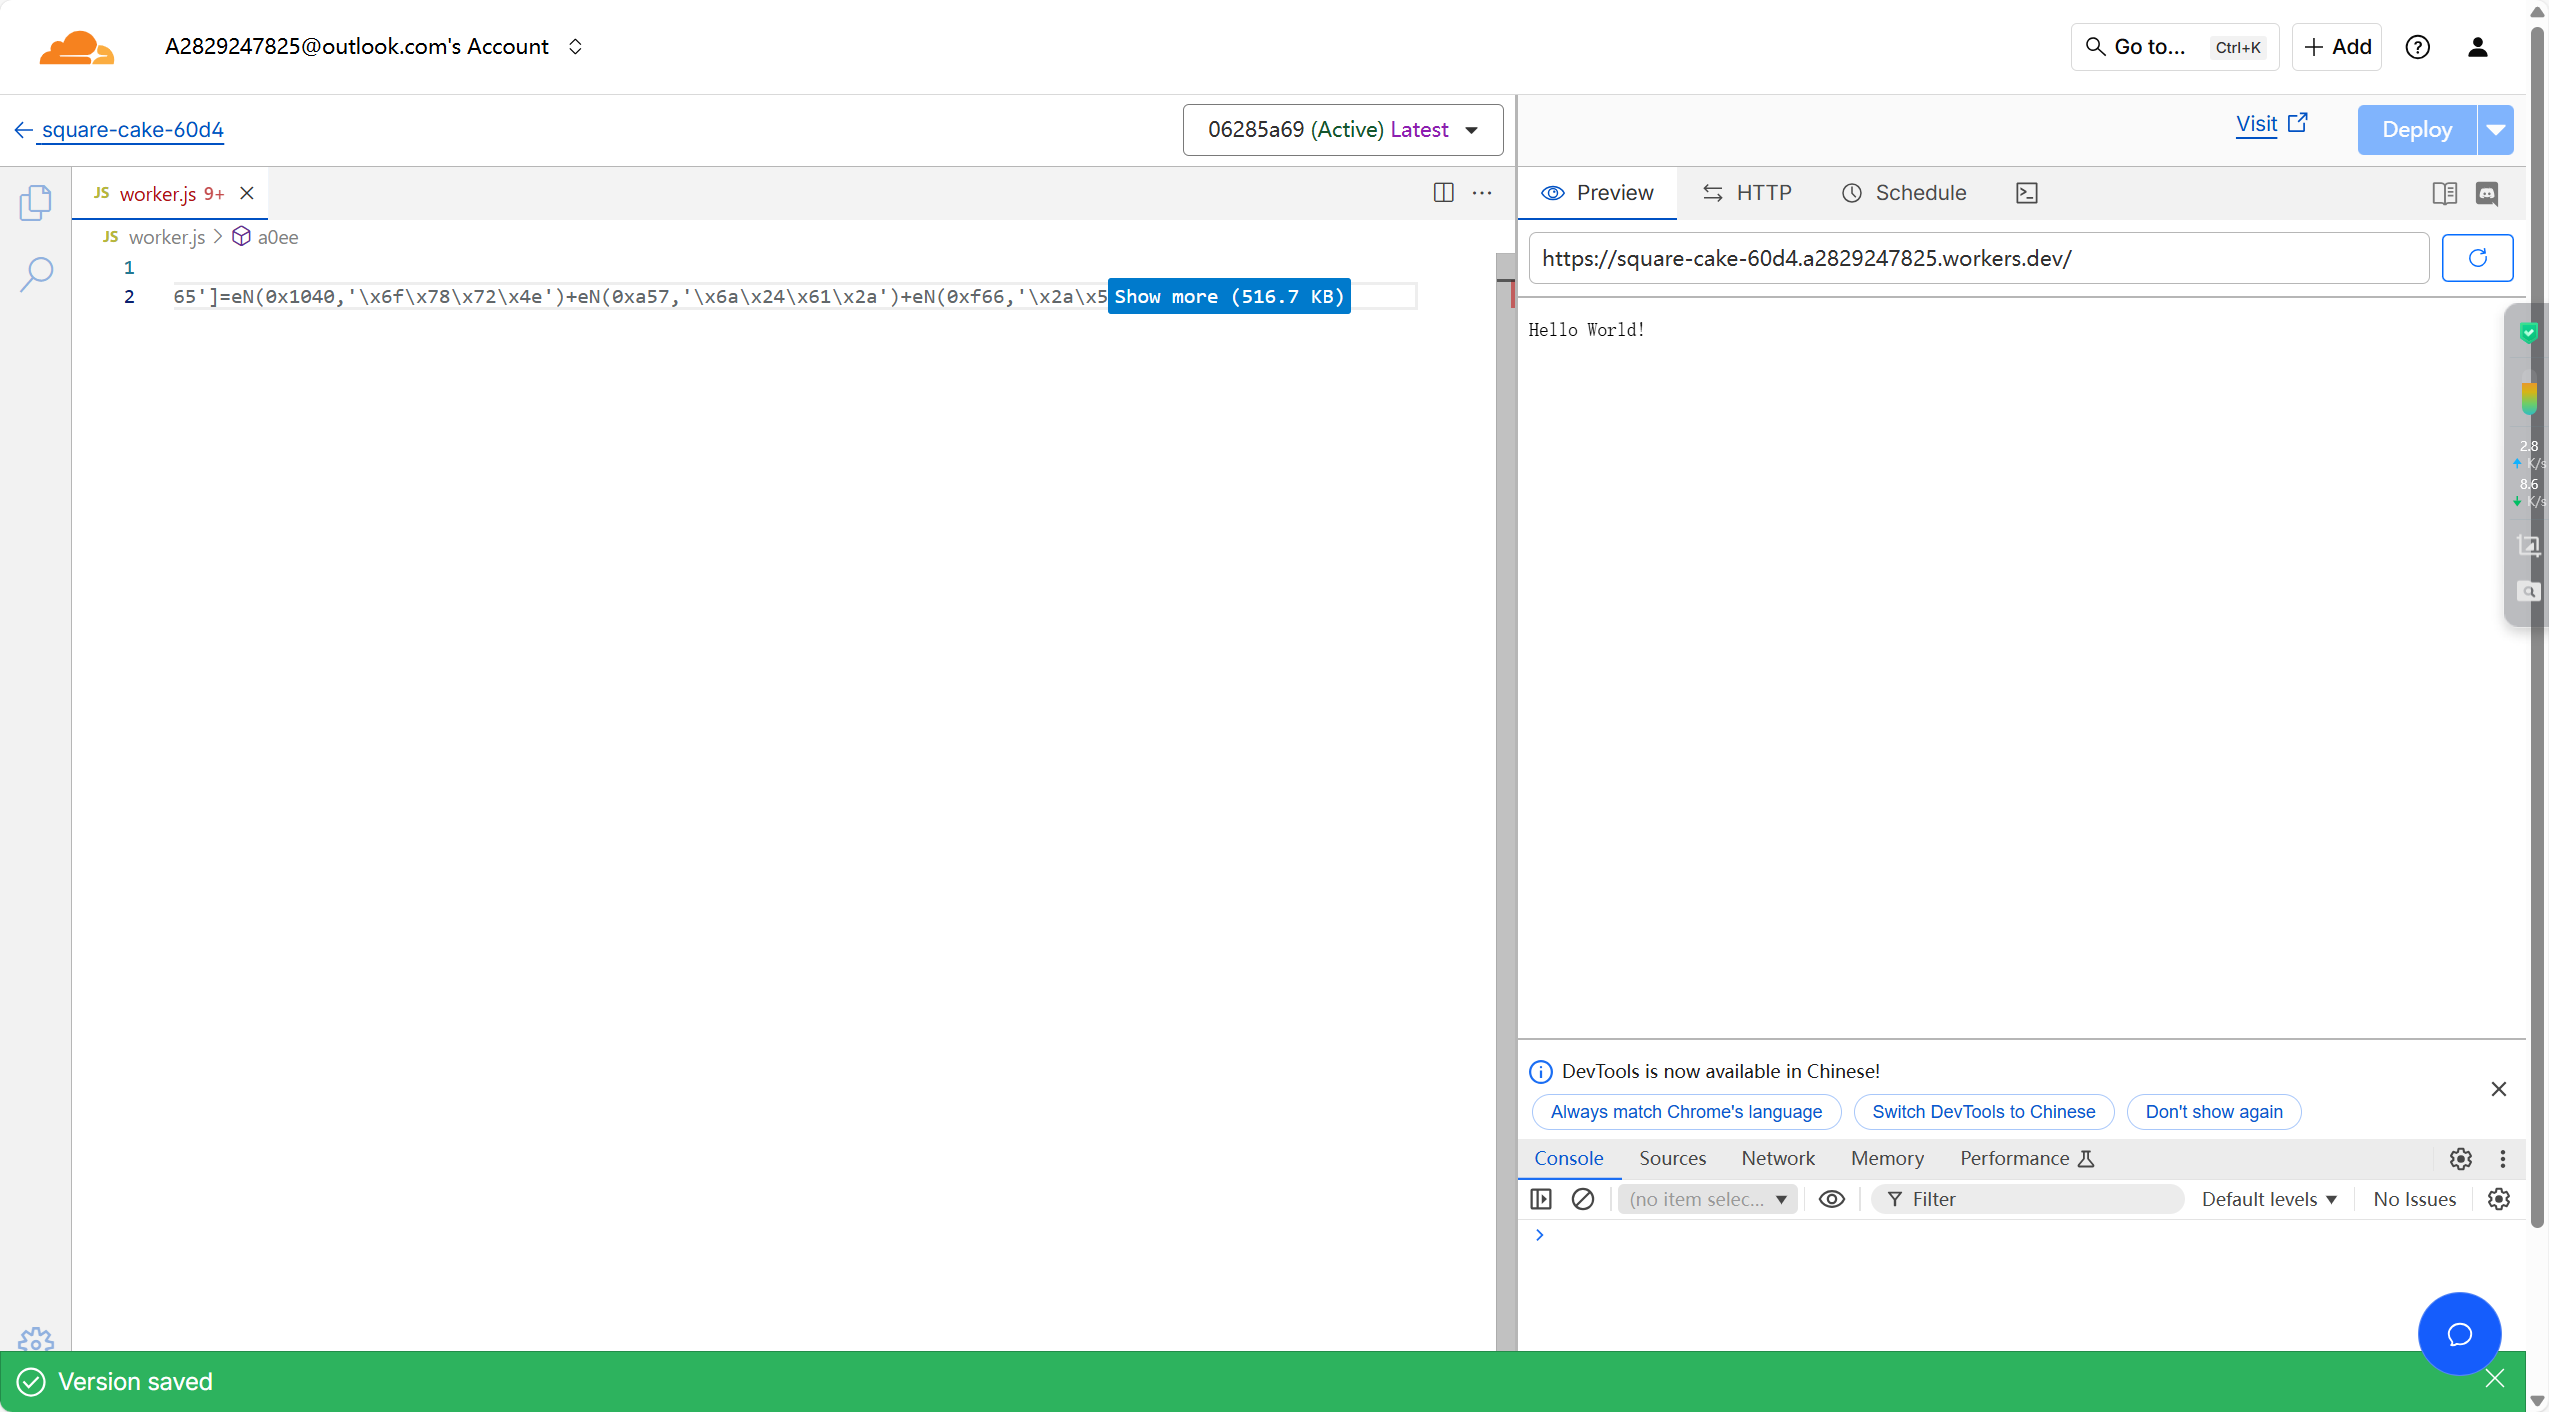 A2829247825@outlook.com's Account
Go to... Ctrl+K
+ Add
square-cake-60d4
06285a69 (Active) Latest
Visit
Deploy
JS worker.js 9+
Preview
HTTP
Schedule
JS worker.js > a0ee
1
2 65']=eN(0x1040,'\x6f\x78\x72\x4e')+eN(0xa57,'\x6a\x24\x61\x2a')+eN(0xf66,'\x2a\x5 Show more (516.7 KB)
https://square-cake-60d4.a2829247825.workers.dev/
Hello World!
2.8
K/s
8.6
K/s
DevTools is now available in Chinese!
Always match Chrome's language
Switch DevTools to Chinese
Don't show again
Console
Sources
Network
Memory
Performance
(no item selec...
Filter
Default levels
No Issues
Version saved